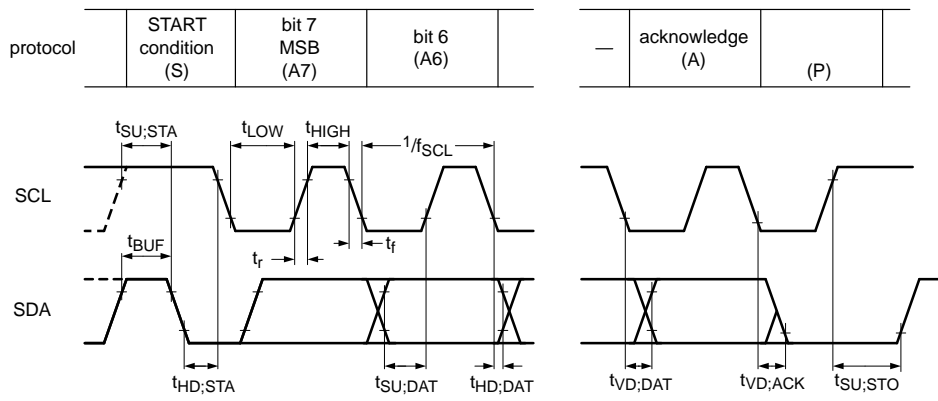 protocol
START
condition
(S)
bit 7
MSB
(A7)
bit 6
(A6)
—
acknowledge
(A)
(P)
tSU;STA
tLOW
tHIGH
1/fSCL
SCL
tBUF
tr
tf
SDA
tHD;STA
tSU;DAT
tHD;DAT
tVD;DAT
tVD;ACK
tSU;STO